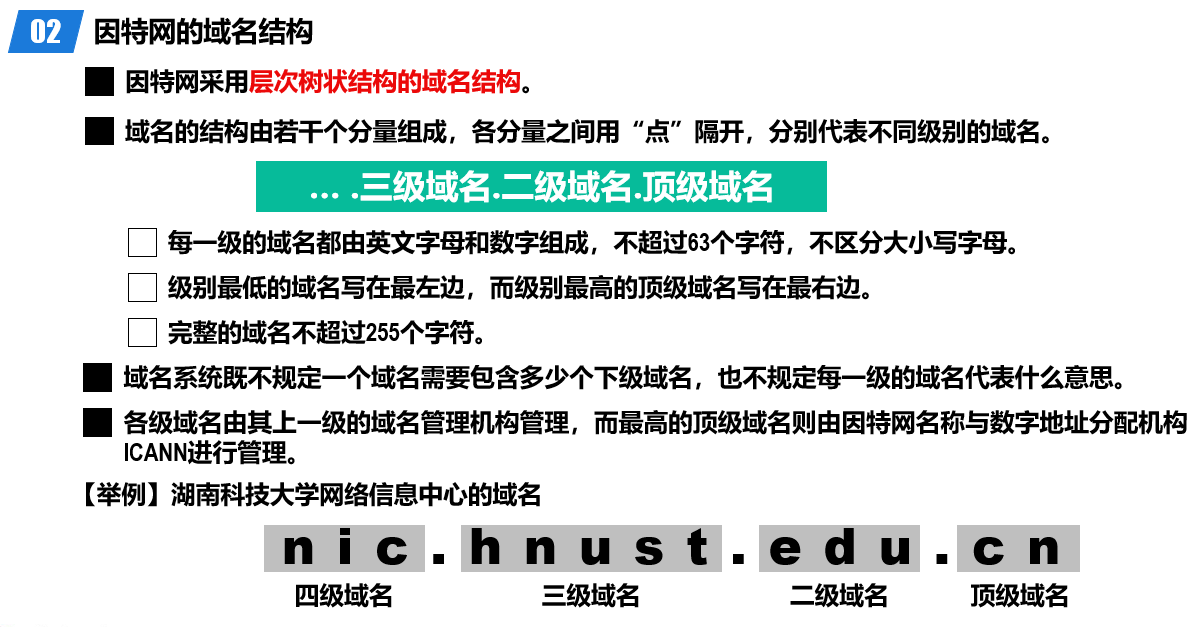 02 因特网的域名结构
因特网采用层次树状结构的域名结构。
域名的结构由若干个分量组成，各分量之间用“点”隔开，分别代表不同级别的域名。
… .三级域名.二级域名.顶级域名
每一级的域名都由英文字母和数字组成，不超过63个字符，不区分大小写字母。
级别最低的域名写在最左边，而级别最高的顶级域名写在最右边。
完整的域名不超过255个字符。
域名系统既不规定一个域名需要包含多少个下级域名，也不规定每一级的域名代表什么意思。
各级域名由其上一级的域名管理机构管理，而最高的顶级域名则由因特网名称与数字地址分配机构
ICANN进行管理。
【举例】湖南科技大学网络信息中心的域名
nic.hnust.edu.cn
四级域名 三级域名 二级域名 顶级域名